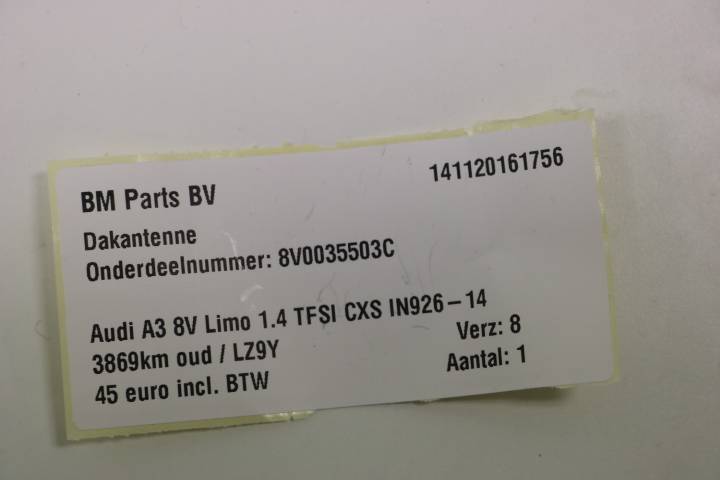 BM Parts BV 141120161756
Dakantenne
Onderdeelnummer: 8V0035503C
Audi A3 8V Limo 1.4 TFSI CXS IN926-14
3869km oud / LZ9Y Verz: 8
45 euro incl. BTW Aantal: 1